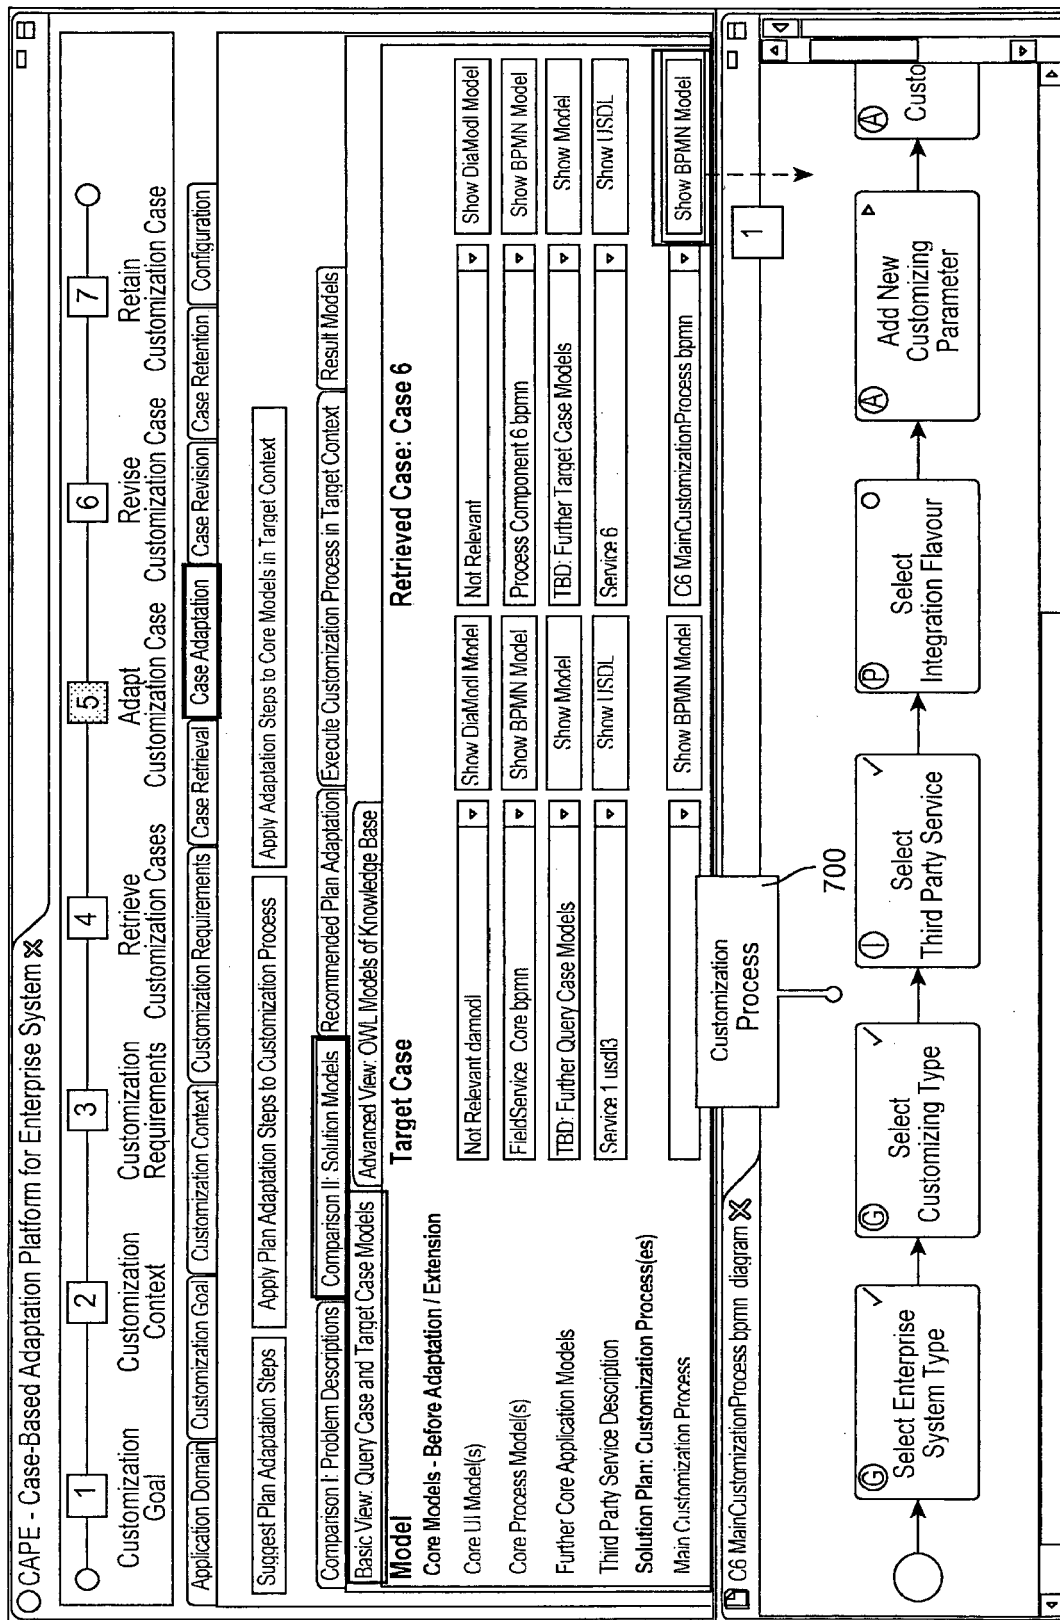 CAPE - Case-Based Adaptation Platform for Enterprise System
1
2
3
4
5
6
7
Customization
Goal
Customization
Context
Customization
Requirements
Retrieve
Customization Cases
Adapt
Customization Case
Revise
Customization Case
Retain
Customization Case
Application Domain
Customization Goal
Customization Context
Customization Requirements
Case Retrieval
Case Adaptation
Case Revision
Case Retention
Configuration
Suggest Plan Adaptation Steps
Apply Plan Adaptation Steps to Customization Process
Apply Adaptation Steps to Core Models in Target Context
Comparison I: Problem Descriptions
Comparison II: Solution Models
Recommended Plan Adaptation
Execute Customization Process in Target Context
Result Models
Basic View: Query Case and Target Case Models
Advanced View: OWL Models of Knowledge Base
Model
Target Case
Retrieved Case: Case 6
Core Models - Before Adaptation / Extension
Core UI Model(s)
Not Relevant damodl
Show DiaModl Model
Not Relevant
Show DiaModl Model
Core Process Model(s)
FieldService Core bpmn
Show BPMN Model
Process Component 6 bpmn
Show BPMN Model
Further Core Application Models
TBD: Further Query Case Models
Show Model
TBD: Further Target Case Models
Show Model
Third Party Service Description
Service 1 usdl3
Show USDL
Service 6
Show USDL
Solution Plan: Customization Process(es)
Main Customization Process
Show BPMN Model
C6 MainCustomizationProcess bpmn
Show BPMN Model
1
Customization
Process
700
C6 MainCustomizationProcess bpmn diagram
G
Select Enterprise
System Type
G
Select
Customizing Type
I
Select
Third Party Service
P
Select
Integration Flavour
A
Add New
Customizing
Parameter
A
Custo